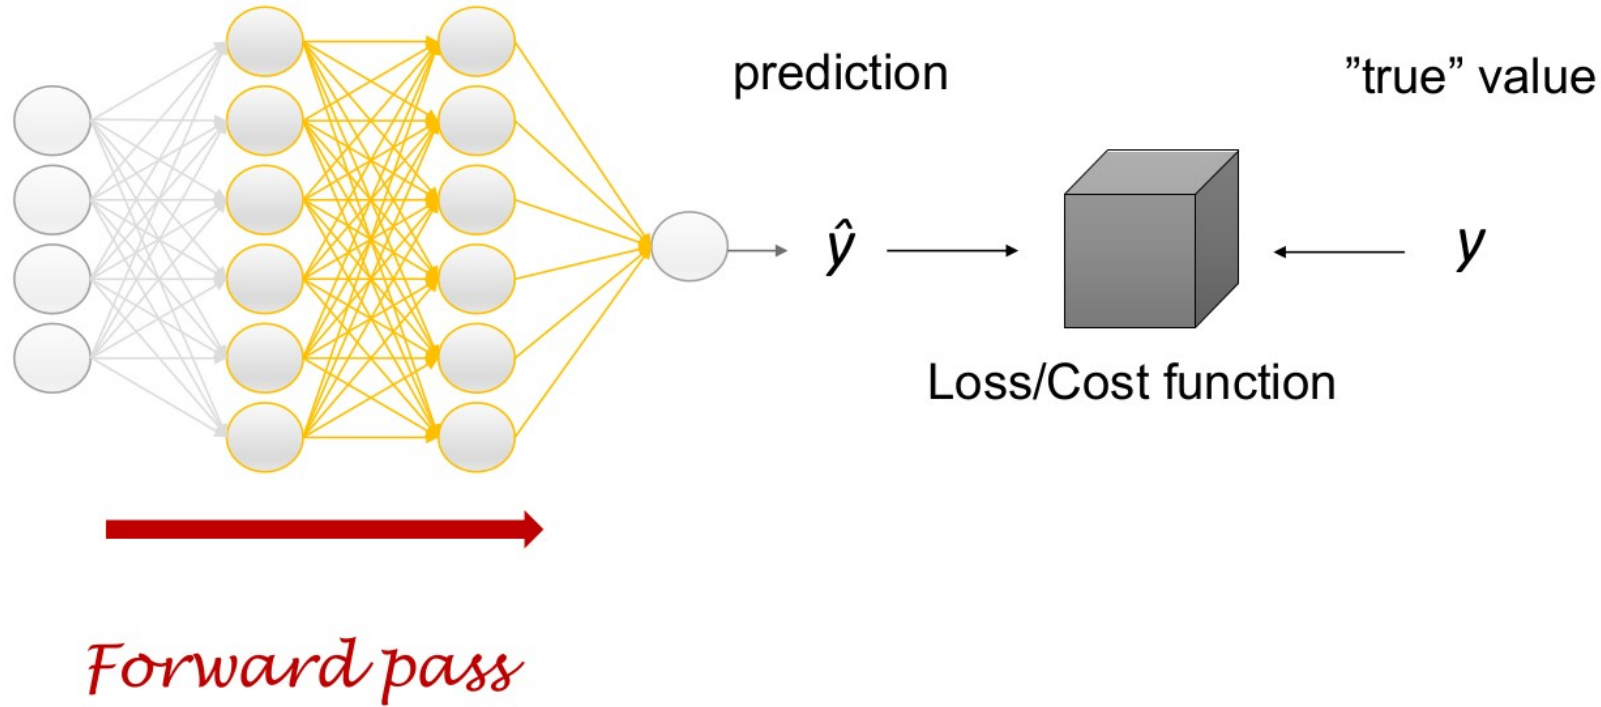 prediction
”true” value
ŷ
y
Loss/Cost function
Forward pass